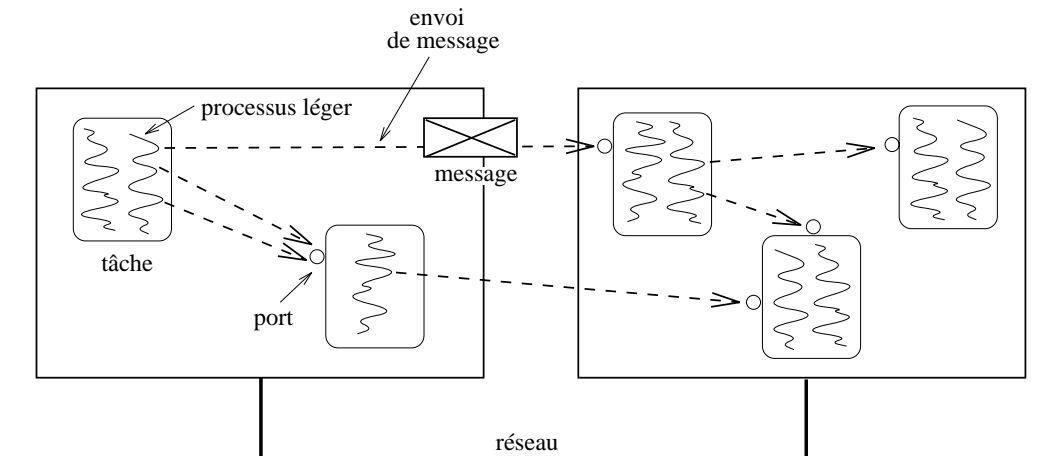 envoi
de message
processus léger
message
tâche
port
réseau